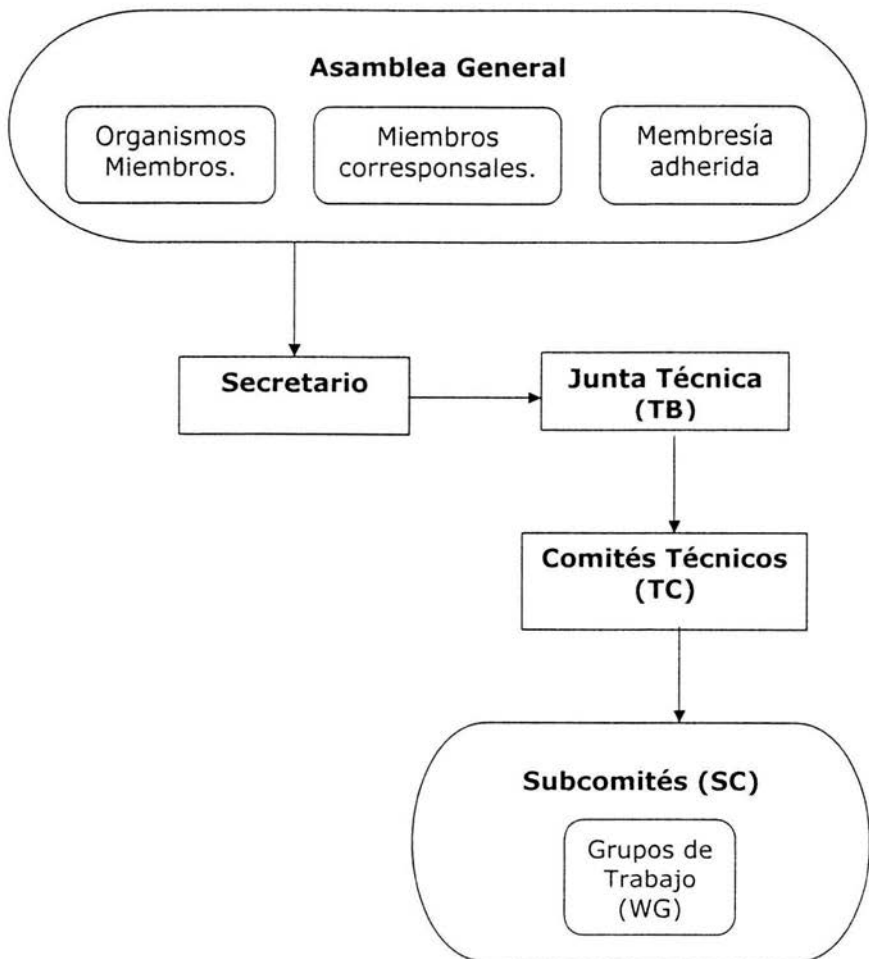 Asamblea General
Organismos
Miembros.
Miembros
corresponsales.
Membresía
adherida
Secretario
Junta Técnica
(TB)
Comités Técnicos
(TC)
Subcomités (SC)
Grupos de
Trabajo
(WG)